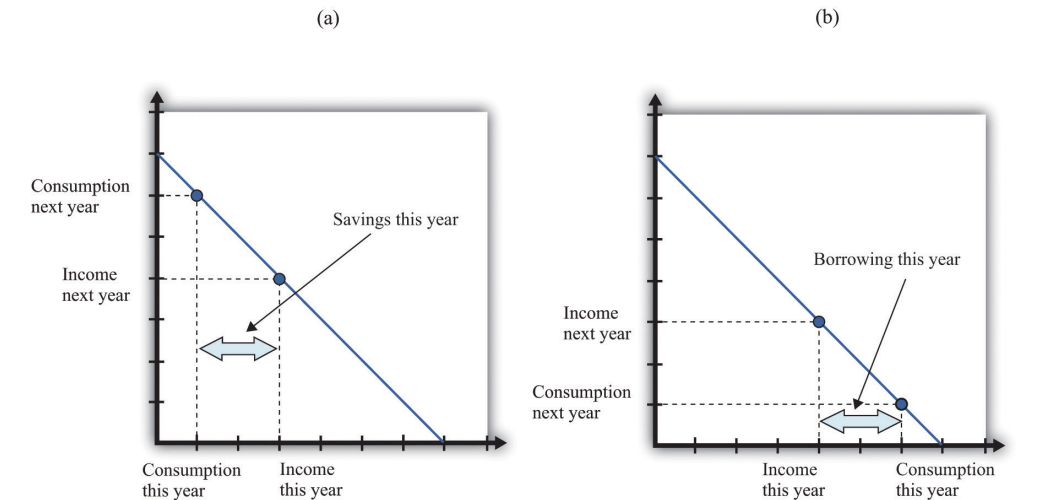 (a)
Consumption
next year
Savings this year
Income
next year
Consumption
this year
Income
this year
(b)
Borrowing this year
Income
next year
Consumption
next year
Income
this year
Consumption
this year